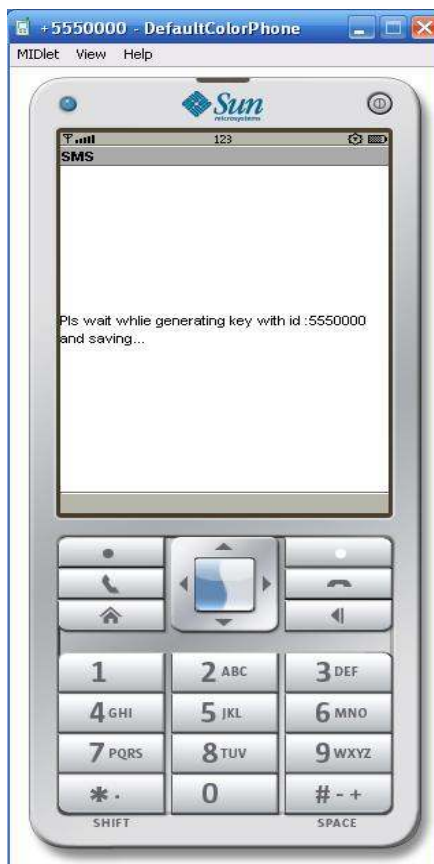 +5550000 - DefaultColorPhone
MIDlet View Help
Sun
microsystems
123
SMS
Pls wait whlie generating key with id :5550000
and saving...
1 2 ABC 3 DEF
4 GHI 5 JKL 6 MNO
7 PQRS 8 TUV 9 WXYZ
* . 0 # - +
SHIFT SPACE